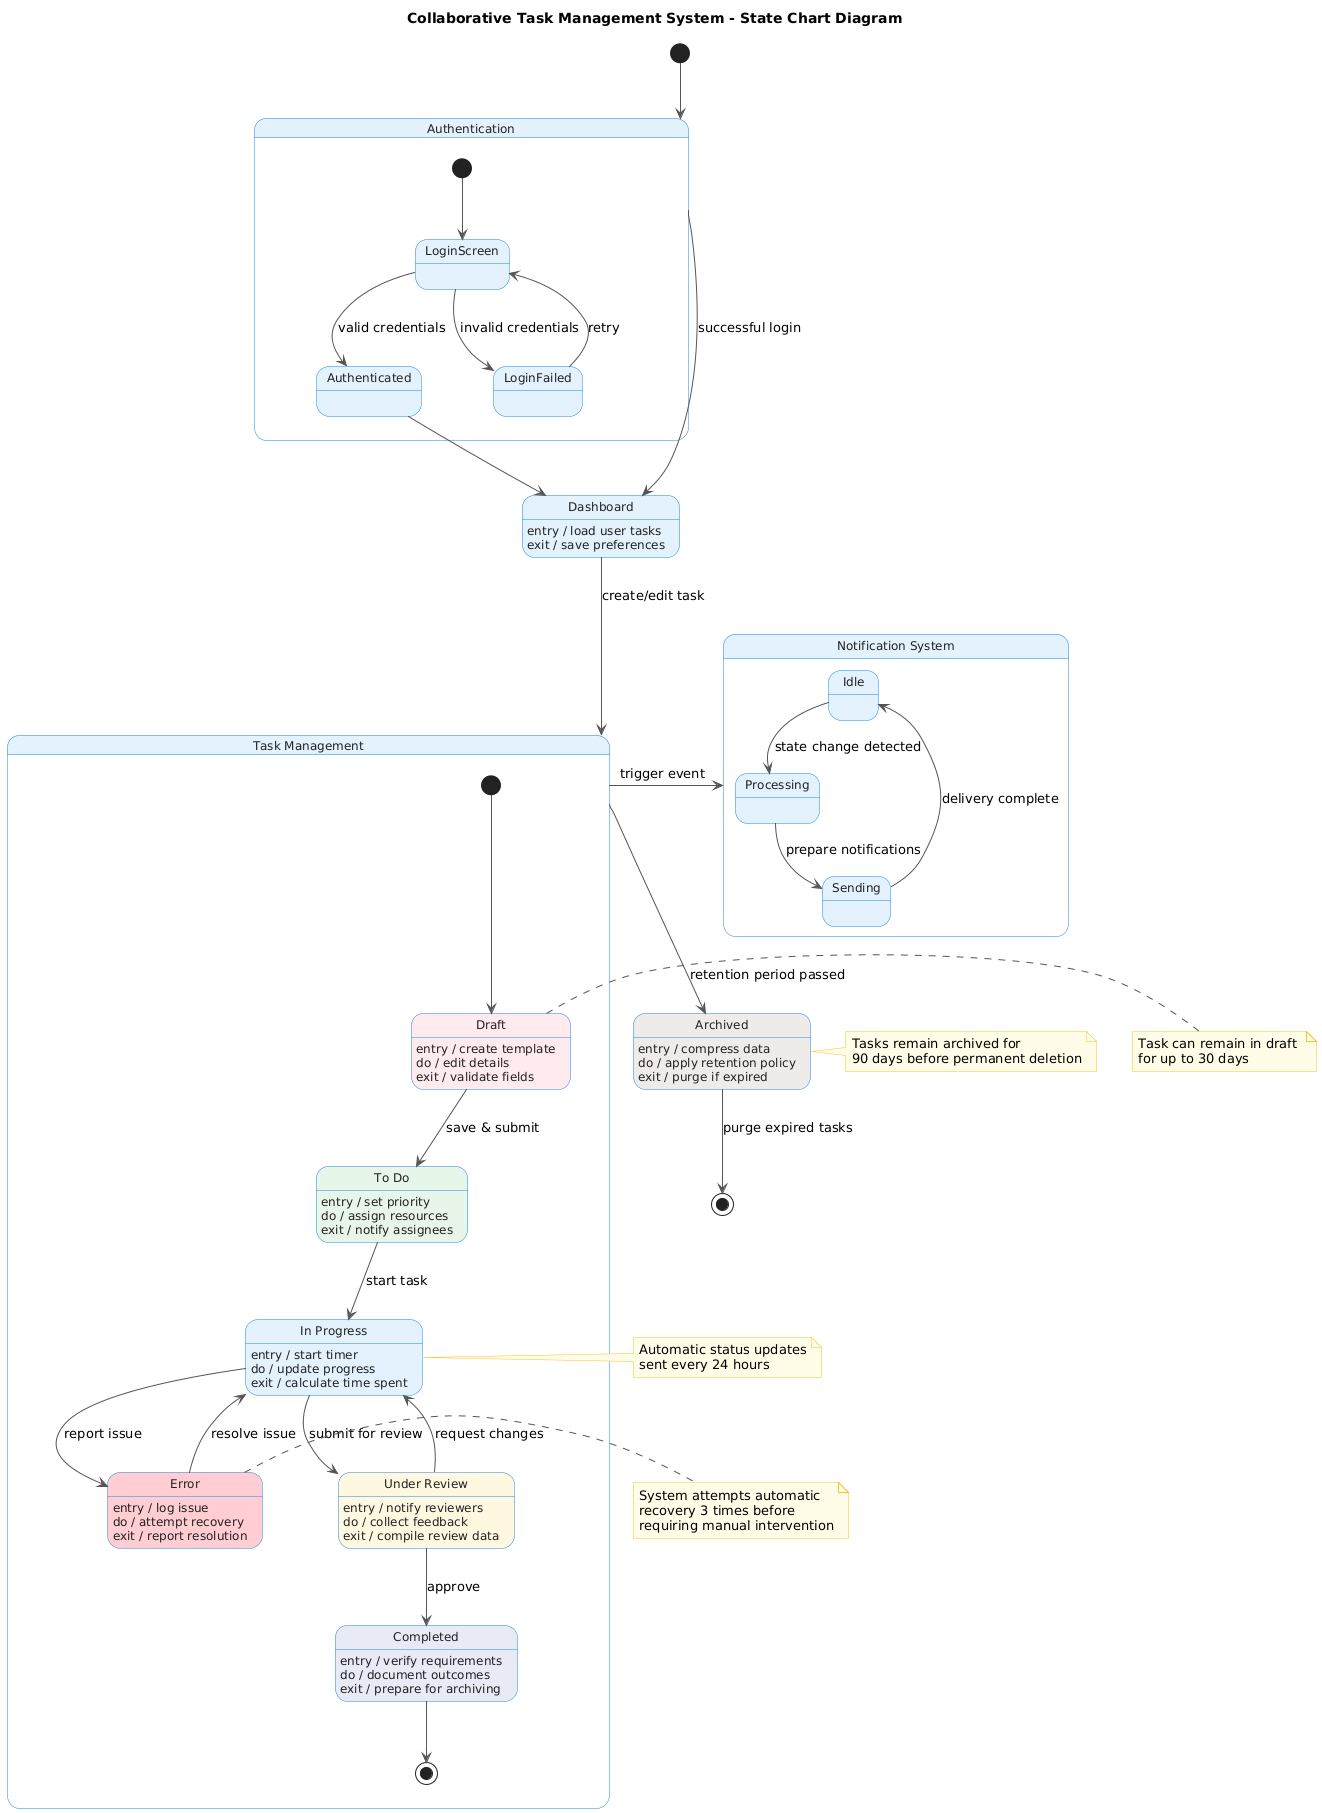 Collaborative Task Management System - State Chart Diagram
Authentication
LoginScreen
valid credentials
invalid credentials
retry
successful login
Authenticated
LoginFailed
Dashboard
entry / load user tasks
exit / save preferences
create/edit task
Notification System
Idle
state change detected
Processing
delivery complete
prepare notifications
Sending
Task Management
trigger event
retention period passed
Draft
entry / create template
do / edit details
exit / validate fields
Archived
entry / compress data
do / apply retention policy
exit / purge if expired
Tasks remain archived for
90 days before permanent deletion
Task can remain in draft
for up to 30 days
save & submit
purge expired tasks
To Do
entry / set priority
do / assign resources
exit / notify assignees
start task
In Progress
entry / start timer
do / update progress
exit / calculate time spent
Automatic status updates
sent every 24 hours
report issue
resolve issue
submit for review
request changes
Error
entry / log issue
do / attempt recovery
exit / report resolution
Under Review
entry / notify reviewers
do / collect feedback
exit / compile review data
System attempts automatic
recovery 3 times before
requiring manual intervention
approve
Completed
entry / verify requirements
do / document outcomes
exit / prepare for archiving